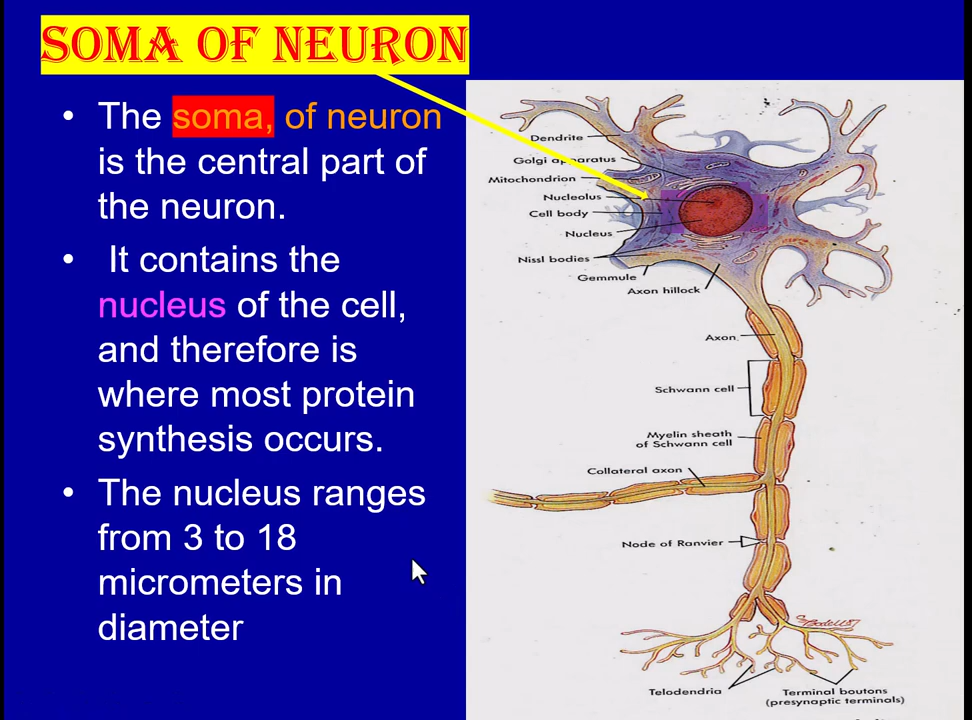 SOMA OF NEURON
• The soma, of neuron
is the central part of
the neuron.
• It contains the
nucleus of the cell,
and therefore is
where most protein
synthesis occurs.
• The nucleus ranges
from 3 to 18
micrometers in
diameter
Dendrite
Golgi apparatus
Mitochondrion
Nucleolus
Cell body
Nucleus
Nissl bodies
Gemmule
Axon hillock
Axon
Schwann cell
Myelin sheath
of Schwann cell
Collateral axon
Node of Ranvier
Telodendria
Terminal boutons
(presynaptic terminals)